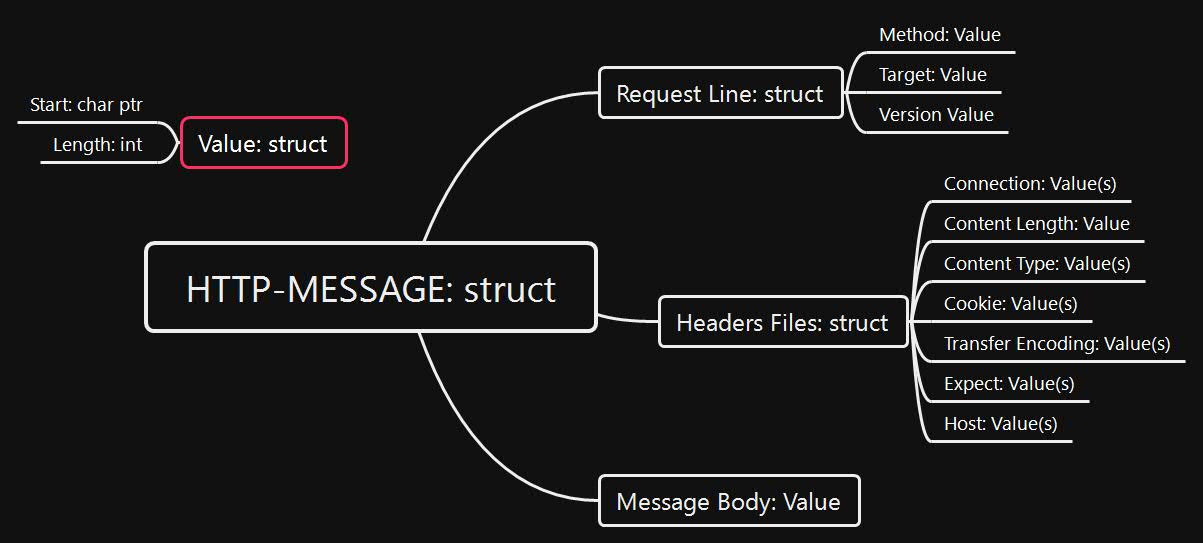 Start: char ptr
Length: int
Value: struct
HTTP-MESSAGE: struct
Request Line: struct
Method: Value
Target: Value
Version Value
Headers Files: struct
Connection: Value(s)
Content Length: Value
Content Type: Value(s)
Cookie: Value(s)
Transfer Encoding: Value(s)
Expect: Value(s)
Host: Value(s)
Message Body: Value